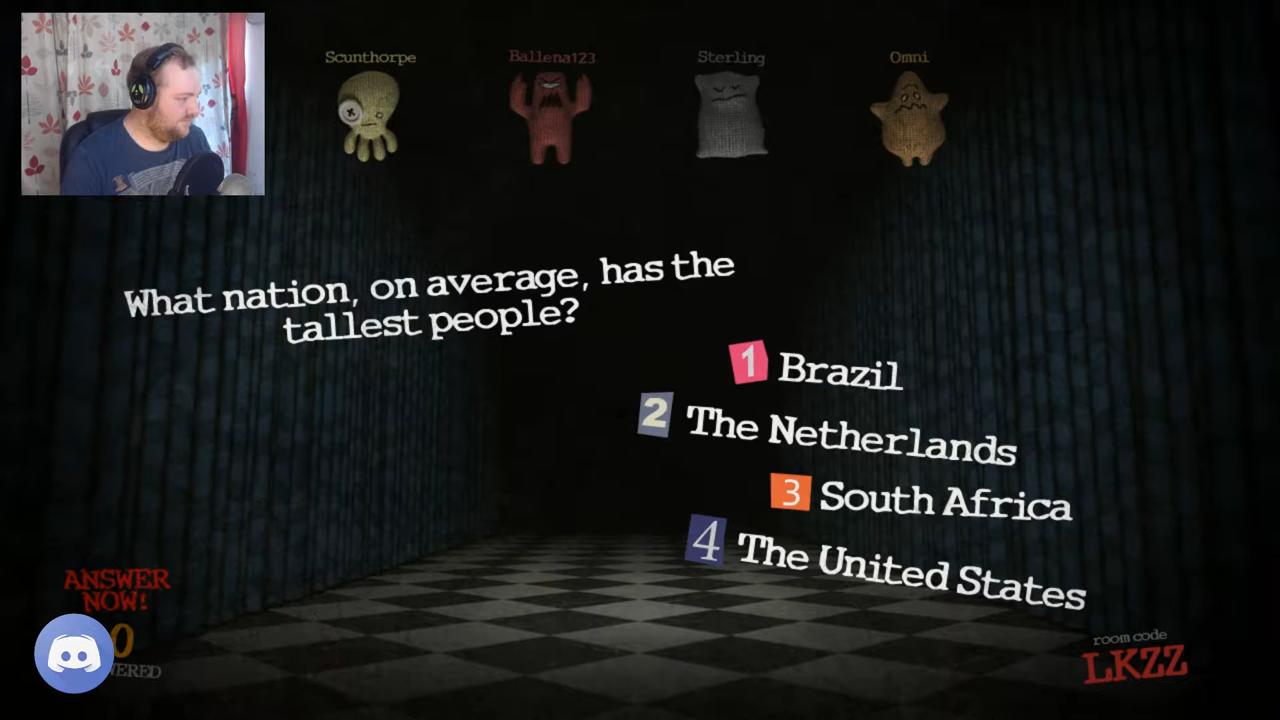 Scunthorpe
Ballena123
Sterling
Omni
What nation, on average, has the
tallest people?
1 Brazil
2 The Netherlands
3 South Africa
4 The United States
ANSWER
NOW!
0
room code
LKZZ